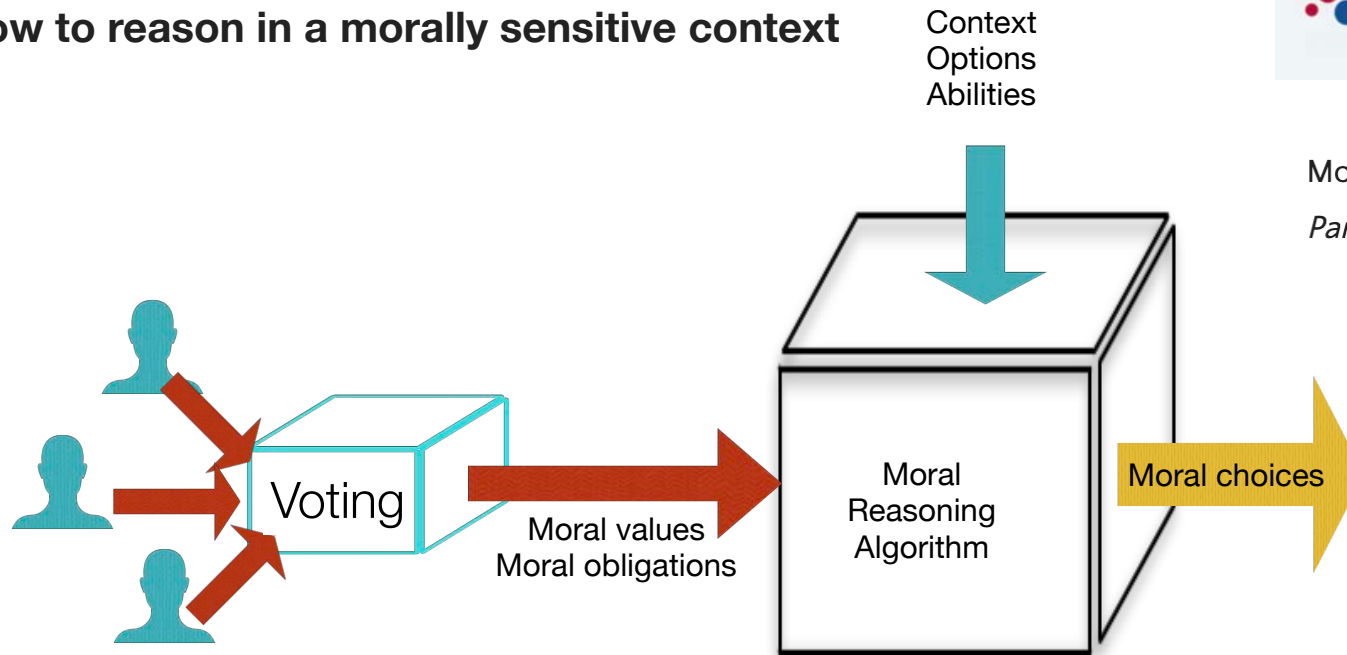 ow to reason in a morally sensitive context
Context
Options
Abilities
Mo
Par
Voting
Moral values
Moral obligations
Moral
Reasoning
Algorithm
Moral choices